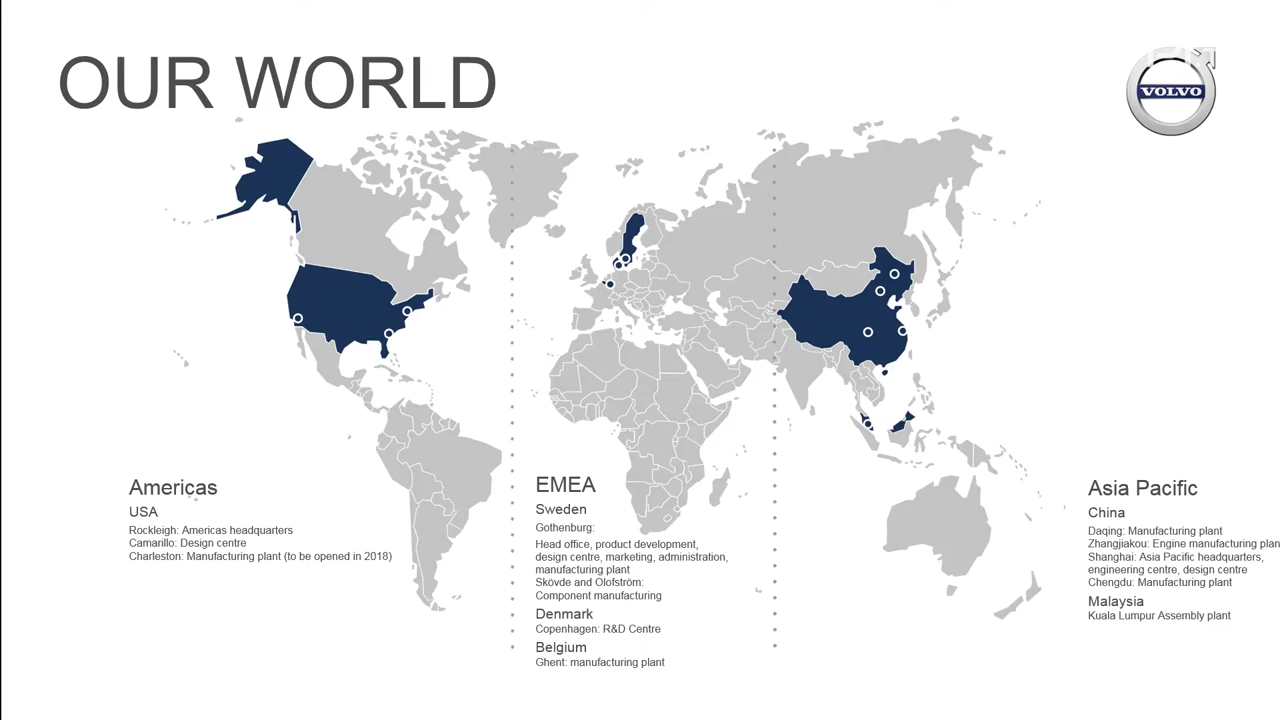 OUR WORLD
VOLVO
Americas
USA
Rockleigh: Americas headquarters
Camarillo: Design centre
Charleston: Manufacturing plant (to be opened in 2018)
EMEA
Sweden
Gothenburg:
Head office, product development,
design centre, marketing, administration,
manufacturing plant
Skövde and Olofström:
Component manufacturing
Denmark
Copenhagen: R&D Centre
Belgium
Ghent: manufacturing plant
Asia Pacific
China
Daqing: Manufacturing plant
Zhangjiakou: Engine manufacturing plan
Shanghai: Asia Pacific headquarters,
engineering centre, design centre
Chengdu: Manufacturing plant
Malaysia
Kuala Lumpur Assembly plant